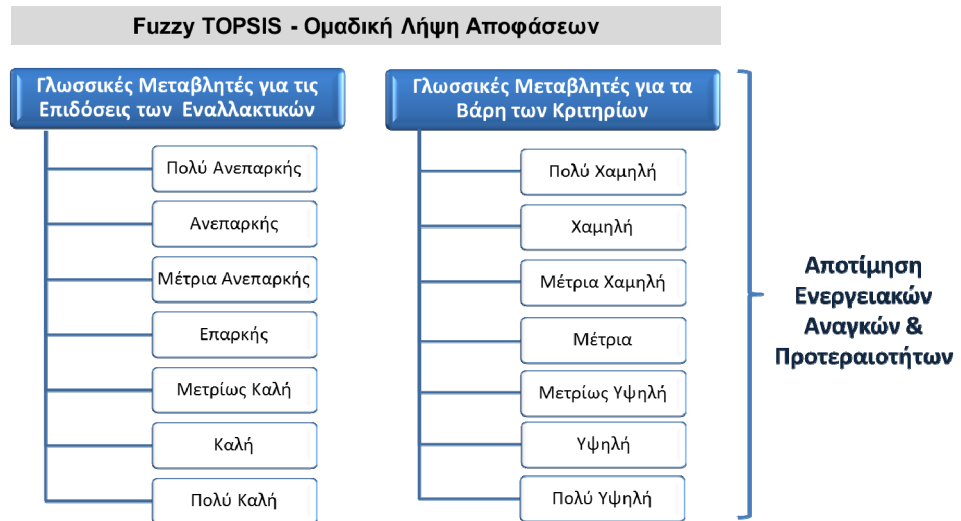 Fuzzy TOPSIS - Ομαδική Λήψη Αποφάσεων
Γλωσσικές Μεταβλητές για τις
Επιδόσεις των Εναλλακτικών
Πολύ Ανεπαρκής
Ανεπαρκής
Μέτρια Ανεπαρκής
Επαρκής
Μετρίως Καλή
Καλή
Πολύ Καλή
Γλωσσικές Μεταβλητές για τα
Βάρη των Κριτηρίων
Πολύ Χαμηλή
Χαμηλή
Μέτρια Χαμηλή
Μέτρια
Μετρίως Υψηλή
Υψηλή
Πολύ Υψηλή
Αποτίμηση
Ενεργειακών
Αναγκών &
Προτεραιοτήτων